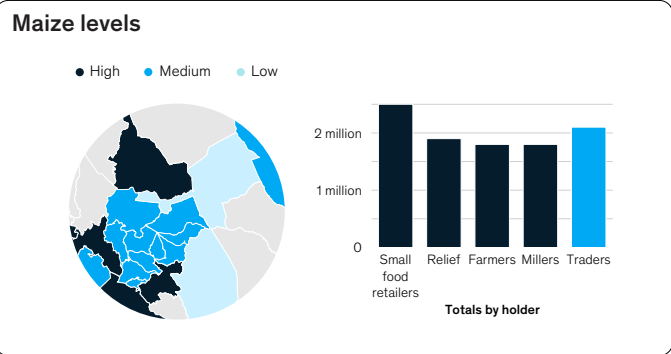 Maize levels
High Medium Low
2 million
1 million
0
Small food retailers
Relief
Farmers
Millers
Traders
Totals by holder